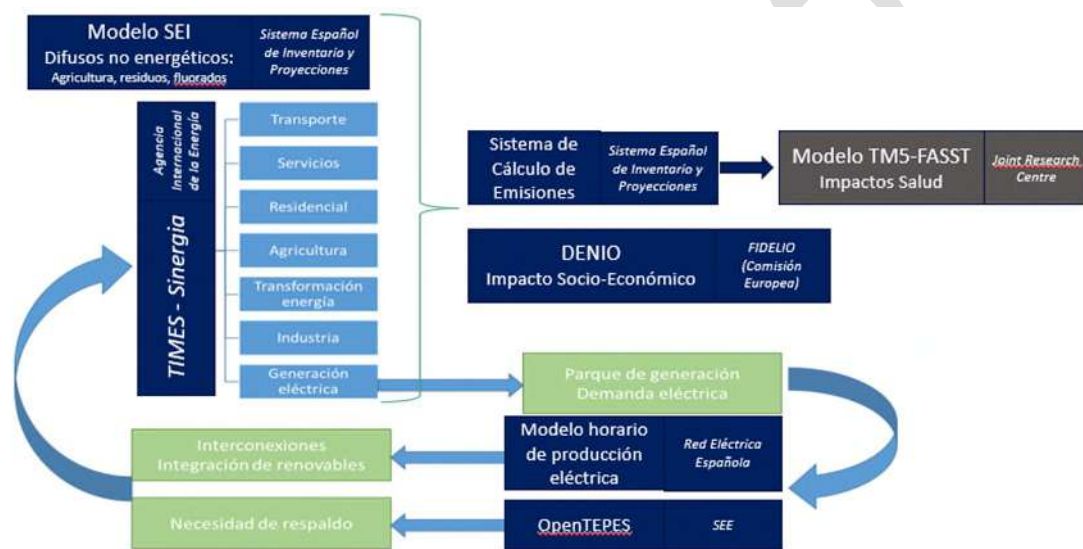 Modelo SEI
Difusos no energéticos:
Agricultura, residuos, fluorados
Sistema Español
de Inventario y
Proyecciones
Agencia
Internacional
de la Energía
TIMES - Sinergia
Transporte
Servicios
Residencial
Agricultura
Transformación
energía
Industria
Generación
eléctrica
Sistema de
Cálculo de
Emisiones
Sistema Español
de Inventario y
Proyecciones
Modelo TM5-FASST
Impactos Salud
Joint Research
Centre
DENIO
Impacto Socio-Económico
FIDELIO
(Comisión
Europea)
Parque de generación
Demanda eléctrica
Modelo horario
de producción
eléctrica
Red Eléctrica
Española
Interconexiones
Integración de renovables
OpenTEPES
SEE
Necesidad de respaldo